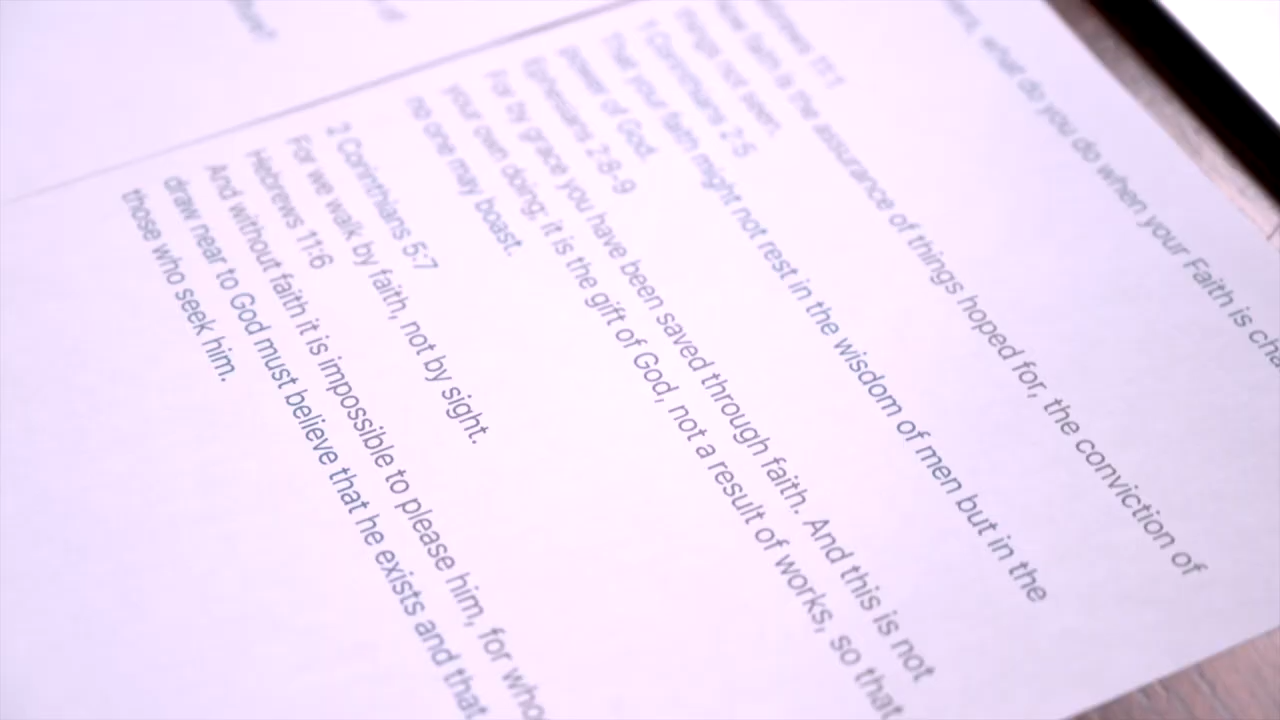 what do you do when your Faith is
Hebrews 11:1
Now faith is the assurance of things hoped for, the conviction of
things not seen.
1 Corinthians 2:5
That your faith might not rest in the wisdom of men but in the
power of God.
Ephesians 2:8-9
For by grace you have been saved through faith. And this is not
your own doing; it is the gift of God, not a result of works, so that
no one may boast.
2 Corinthians 5:7
For we walk by faith, not by sight.
Hebrews 11:6
And without faith it is impossible to please him, for
draw near to God must believe that he exists and that
those who seek him.